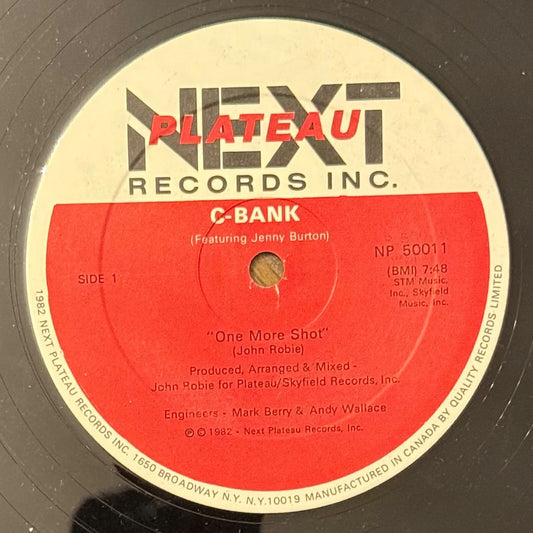 NEXT
PLATEAU
RECORDS INC.
C-BANK
(Featuring Jenny Burton)
NP 50011
SIDE 1
(BMI) 7:48
STM Music.
Inc., Skyfield
Music, Inc.
"One More Shot"
(John Robie)
Produced, Arranged & Mixed -
John Robie for Plateau/Skyfield Records, Inc.
Engineers - Mark Berry & Andy Wallace
℗ © 1982 - Next Plateau Records, Inc.
1982 NEXT PLATEAU RECORDS INC. 1650 BROADWAY N.Y. N.Y. 10019 MANUFACTURED IN CANADA BY QUALITY RECORDS LIMITED